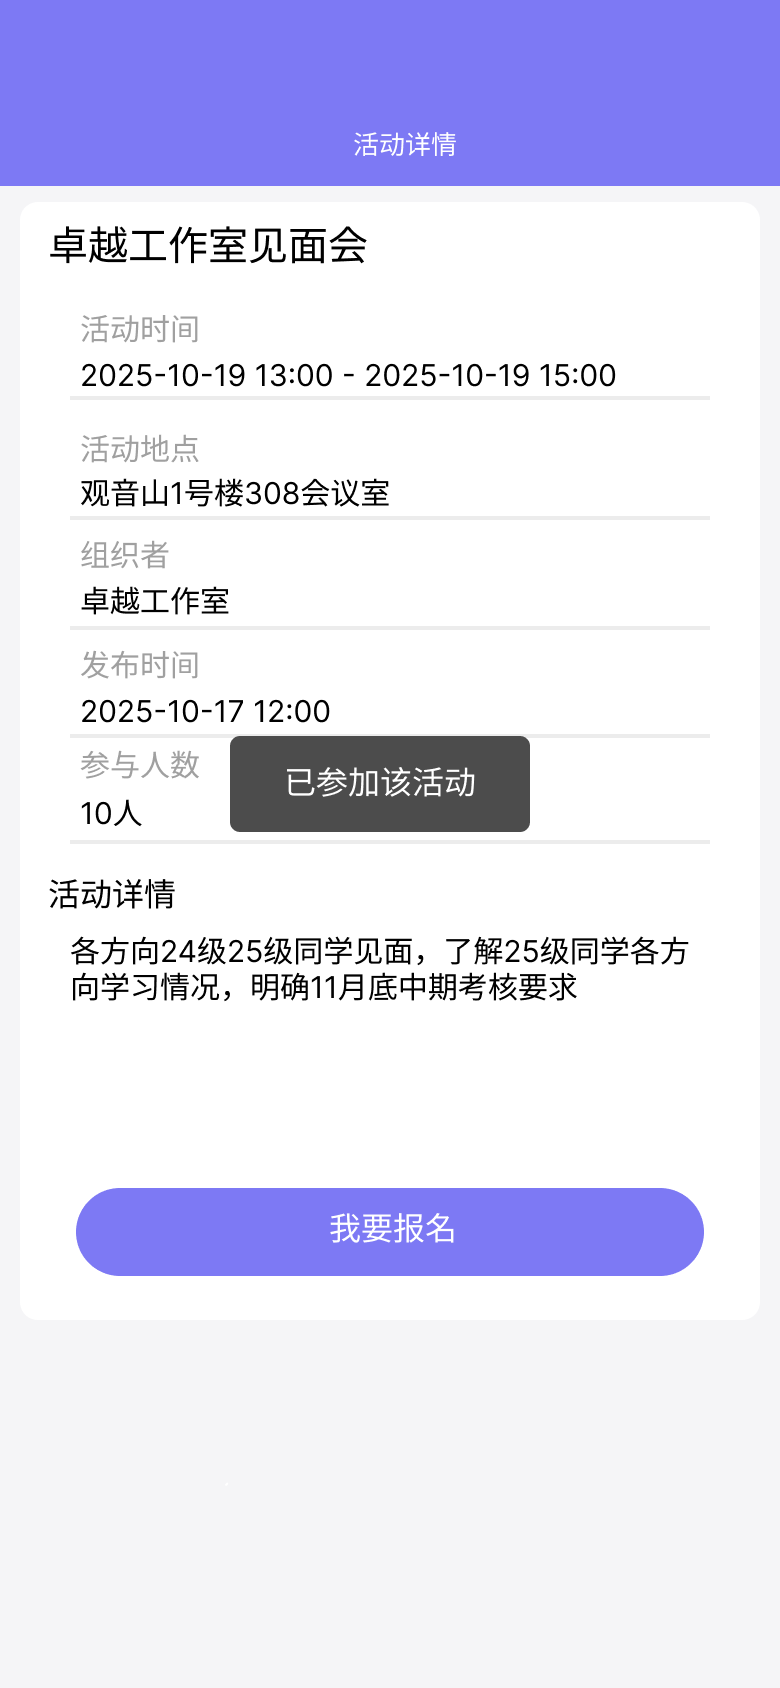 活动详情
卓越工作室见面会
活动时间
2025-10-19 13:00 - 2025-10-19 15:00
活动地点
观音山1号楼308会议室
组织者
卓越工作室
发布时间
2025-10-17 12:00
参与人数
已参加该活动
10人
活动详情
各方向24级25级同学见面，了解25级同学各方
向学习情况，明确11月底中期考核要求
我要报名